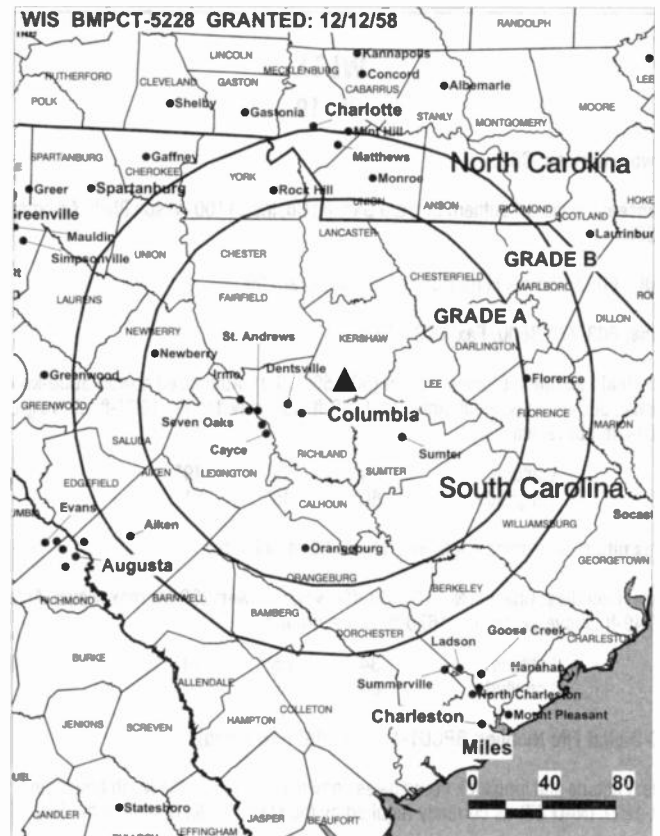 WIS BMPCT-5228 GRANTED: 12/12/58
RANDOLPH
LINCOLN
Kannapolis
MECKLENBURG
RUTHERFORD
CLEVELAND
GASTON
Concord
CABARRUS
Albemarle
POLK
Shelby
Gastonia
STANLY
MOORE
Charlotte
MONTGOMERY
Mint Hill
SPARTANBURG
Gaffney
CHEROKEE
Matthews
North Carolina
YORK
Greer
Spartanburg
Rock Hill
Monroe
UNION
ANSON
RICHMOND
SCOTLAND
HOKE
Greenville
LANCASTER
Laurinburg
Mauldin
UNION
CHESTER
GRADE B
Simpsonville
CHESTERFIELD
MARLBORO
LAURENS
FAIRFIELD
DILLON
GRADE A
St. Andrews
KERSHAW
NEWBERRY
DARLINGTON
Newberry
Irmo
Dentsville
LEE
Greenwood
Florence
GREENWOOD
Columbia
FLORENCE
Seven Oaks
MARION
SALUDA
Cayce
RICHLAND
Sumter
AIKEN
LEXINGTON
SUMTER
EDGEFIELD
CALHOUN
South Carolina
Evans
Socast
Aiken
WILLIAMSBURG
Orangeburg
Augusta
GEORGETOWN
ORANGEBURG
RICHMOND
BARNWELL
BERKELEY
BAMBERG
DORCHESTER
Goose Creek
CHARLESTON
Ladson
BURKE
Hanahan
ALLENDALE
Summerville
North Charleston
COLLETON
HAMPTON
Charleston
Mount Pleasant
JENKINS
SCREVEN
Miles
0 40 80
Statesboro
CANDLER
JASPER
BEAUFORT
EFFINGHAM